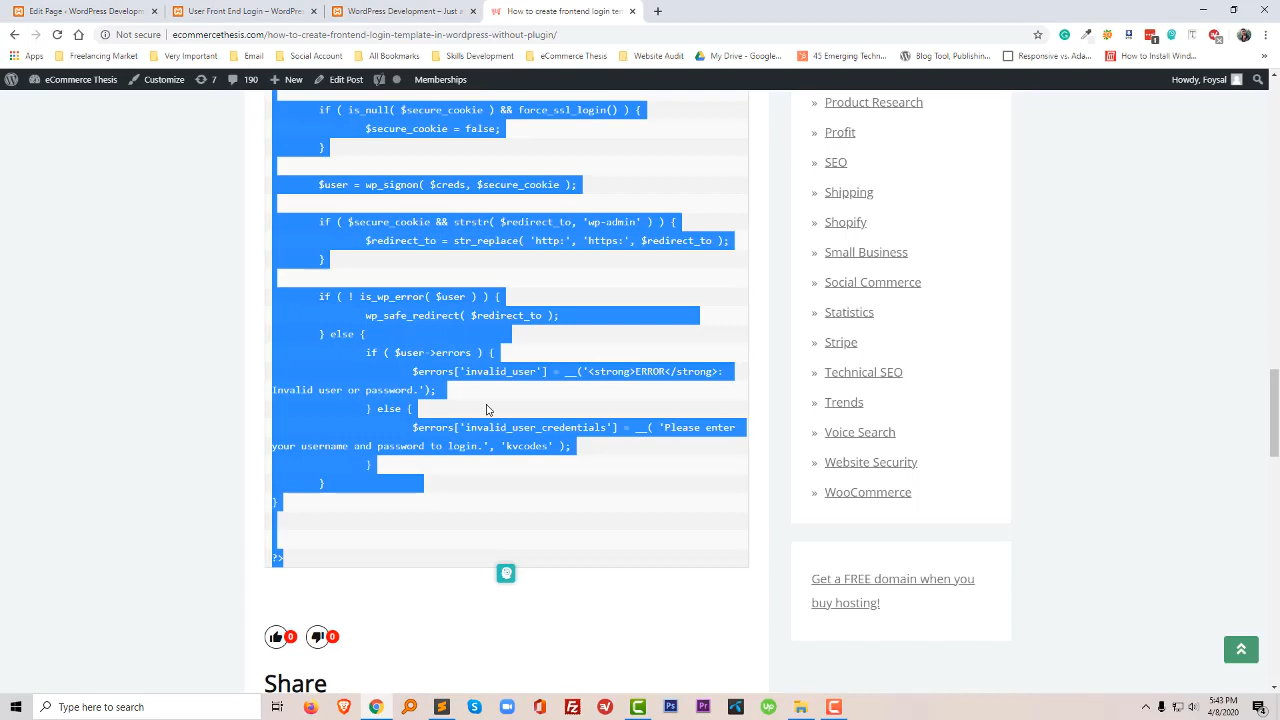 Edit Page ‹ WordPress Developm
User Front End Login – WordPres
WordPress Development – Just a
How to create frontend login tem
Not secure
ecommercethesis.com/how-to-create-frontend-login-template-in-wordpress-without-plugin/
Apps
Freelancing Market
Very Important
Social Account
All Bookmarks
Skills Development
eCommerce Thesis
Website Audit
My Drive - Google...
45 Emerging Techn...
Blog Tool, Publishin...
Responsive vs. Ada...
How to Install Win...
eCommerce Thesis
Customize
7
190
New
Edit Post
Memberships
Howdy, Foysal
if ( is_null( $secure_cookie ) && force_ssl_login() ) {
$secure_cookie = false;
}
$user = wp_signon( $creds, $secure_cookie );
if ( $secure_cookie && strstr( $redirect_to, 'wp-admin' ) ) {
$redirect_to = str_replace( 'http:', 'https:', $redirect_to );
}
if ( ! is_wp_error( $user ) ) {
wp_safe_redirect( $redirect_to );
} else {
if ( $user->errors ) {
$errors['invalid_user'] = __('<strong>ERROR</strong>:
Invalid user or password.');
} else {
$errors['invalid_user_credentials'] = __( 'Please enter
your username and password to login.', 'kvcodes' );
}
}
}
?>
0
0
Share
» Product Research
» Profit
» SEO
» Shipping
» Shopify
» Small Business
» Social Commerce
» Statistics
» Stripe
» Technical SEO
» Trends
» Voice Search
» Website Security
» WooCommerce
Get a FREE domain when you
buy hosting!
Type here to search
5:43 PM
4/8/2020